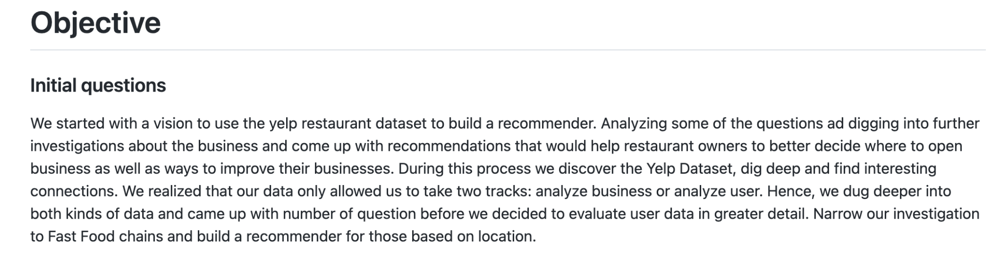 Objective
Initial questions
We started with a vision to use the yelp restaurant dataset to build a recommender. Analyzing some of the questions ad digging into further
investigations about the business and come up with recommendations that would help restaurant owners to better decide where to open
business as well as ways to improve their businesses. During this process we discover the Yelp Dataset, dig deep and find interesting
connections. We realized that our data only allowed us to take two tracks: analyze business or analyze user. Hence, we dug deeper into
both kinds of data and came up with number of question before we decided to evaluate user data in greater detail. Narrow our investigation
to Fast Food chains and build a recommender for those based on location.